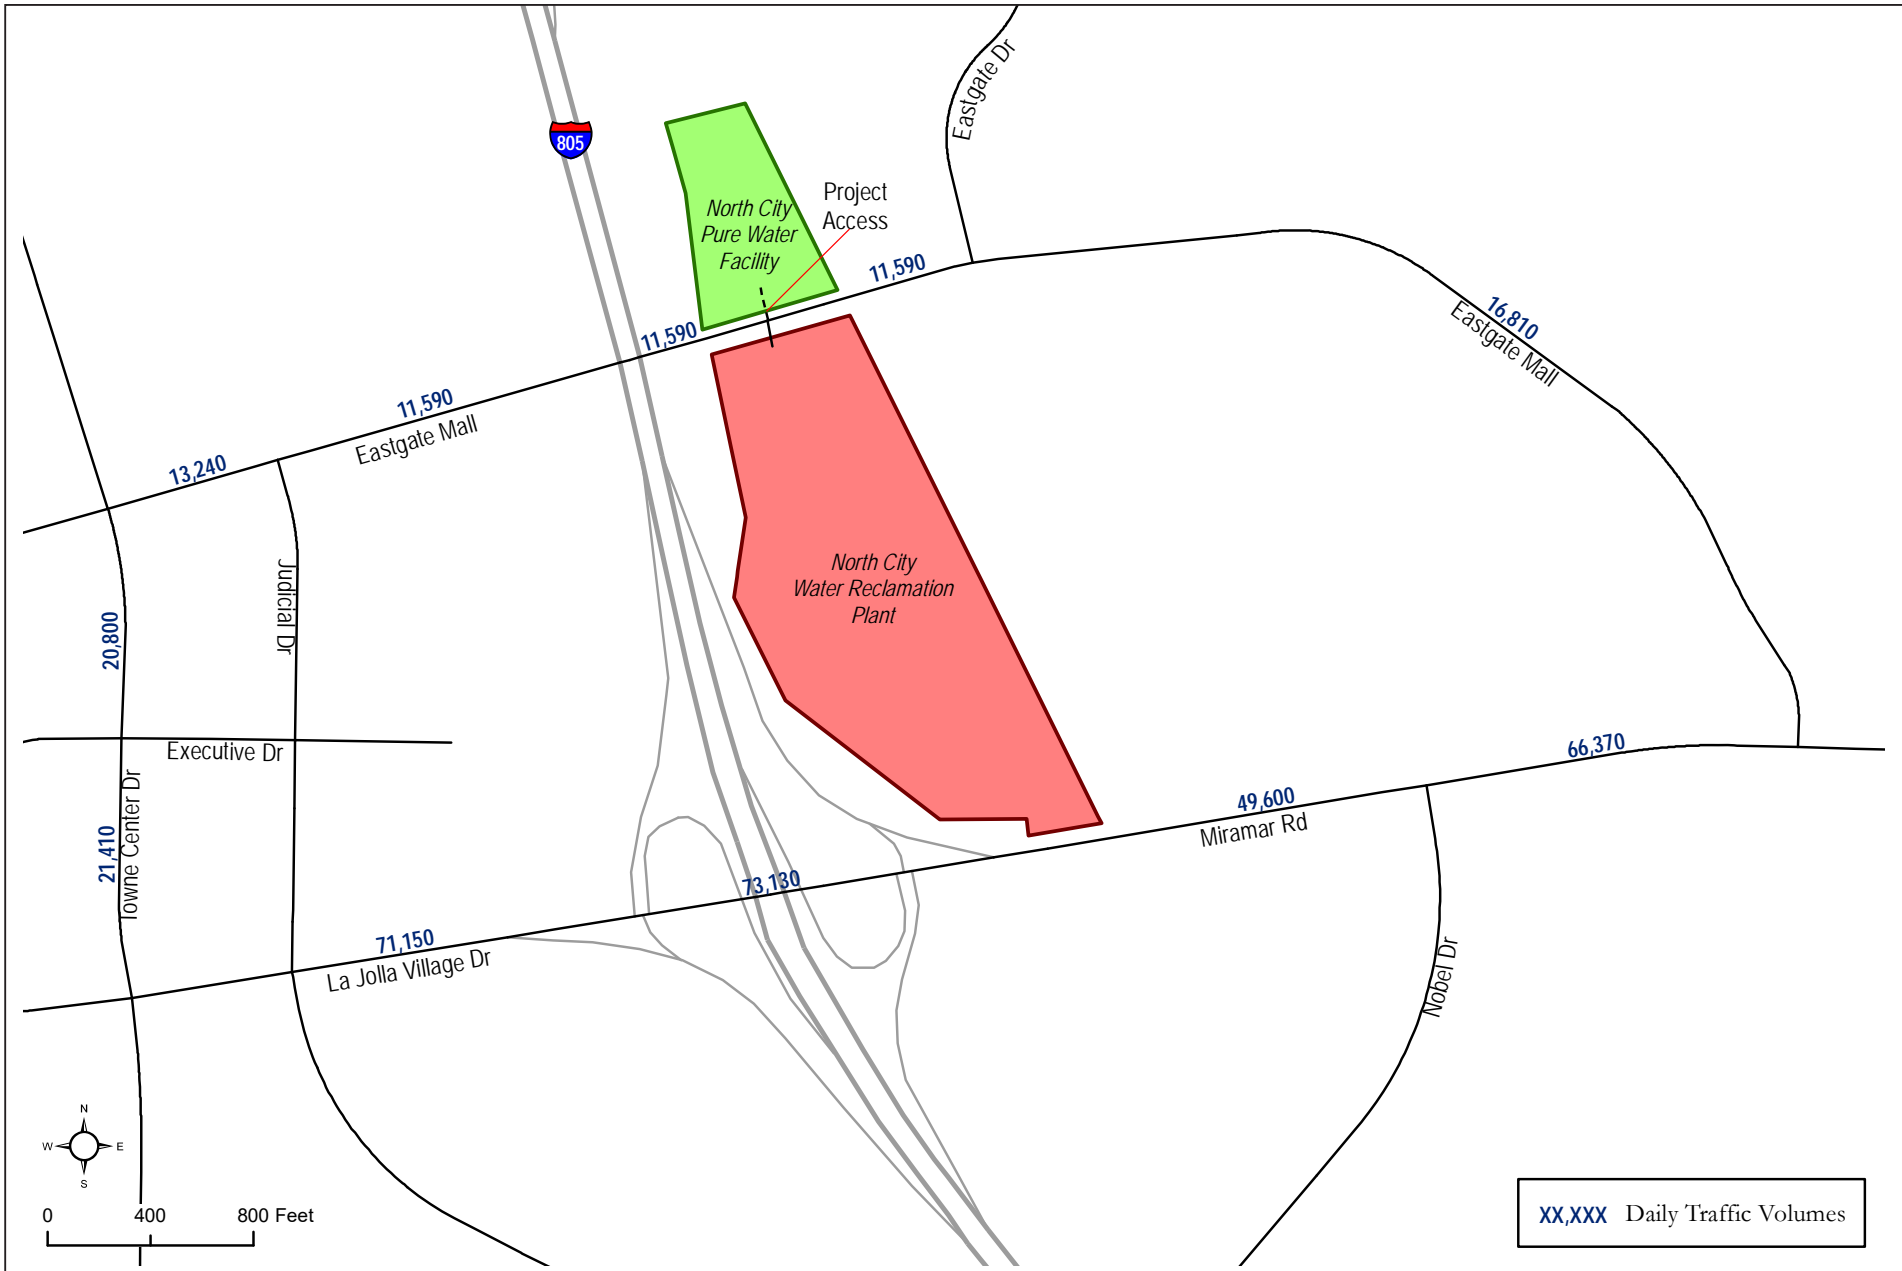 Eastgate Dr
805
Project
Access
North City
Pure Water
Facility
11,590
11,590
16,810
Eastgate Mall
11,590
Eastgate Mall
13,240
North City
Water Reclamation
Plant
Judicial Dr
20,800
Executive Dr
66,370
49,600
Miramar Rd
Towne Center Dr
21,410
73,130
71,150
La Jolla Village Dr
Nobel Dr
N
W E
S
0 400 800 Feet
XX,XXX Daily Traffic Volumes